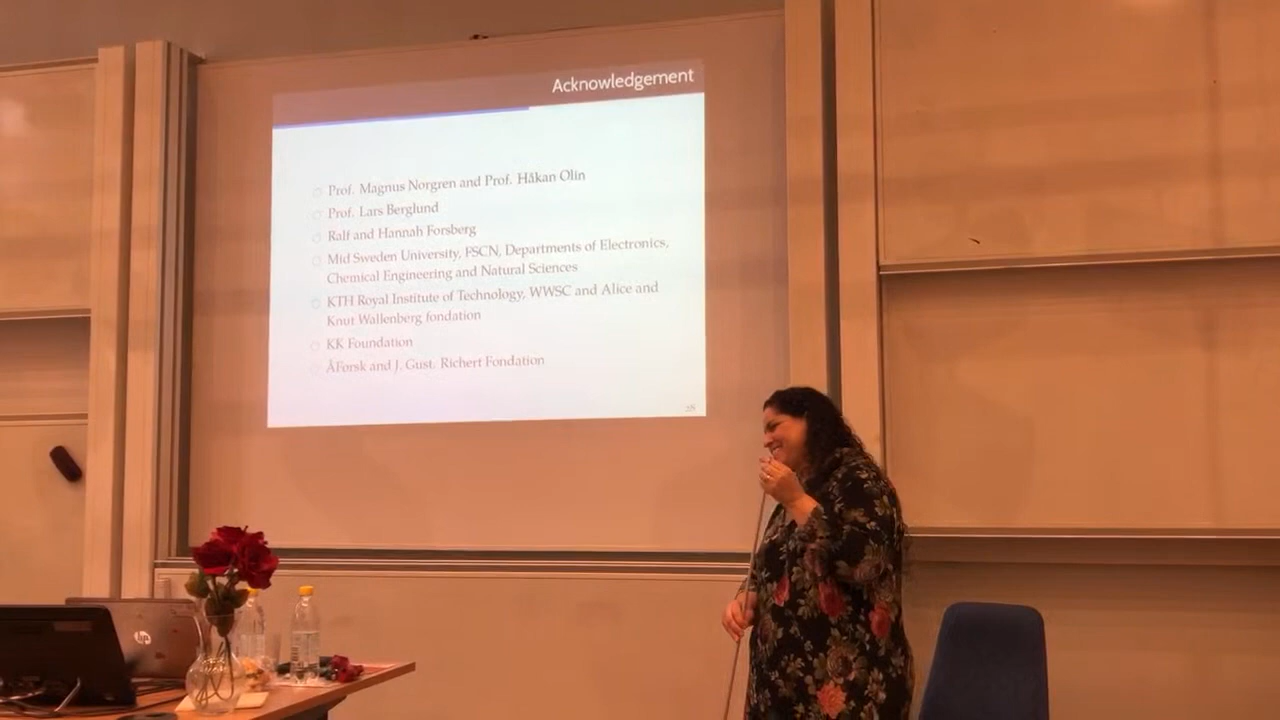 Acknowledgement
Prof. Magnus Norgren and Prof. Håkan Olin
Prof. Lars Berglund
Ralf and Hannah Forsberg
Mid Sweden University, FSCN, Departments of Electronics,
Chemical Engineering and Natural Sciences
KTH Royal Institute of Technology, WWSC and Alice and
Knut Wallenberg fondation
KK Foundation
ÅForsk and J. Gust. Richert Fondation
hp